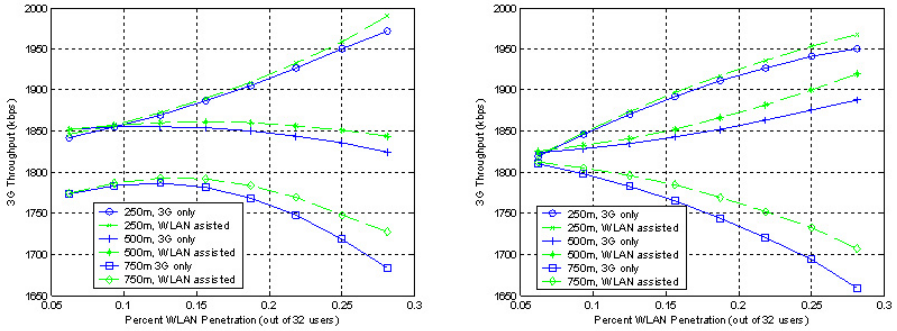 2000
1950
1900
1850
1800
1750
1700
1650
3G Throughput (kbps)
250m, 3G only
250m, WLAN assisted
500m, 3G only
500m, WLAN assisted
750m 3G only
750m, WLAN assisted
0.05 0.1 0.15 0.2 0.25 0.3
Percent WLAN Penetration (out of 32 users)
2000
1950
1900
1850
1800
1750
1700
1650
3G Throughput (kbps)
250m, 3G only
250m, WLAN assisted
500m, 3G only
500m, WLAN assisted
750m, 3G only
750m, WLAN assisted
0.05 0.1 0.15 0.2 0.25 0.3
Percent WLAN Penetration (out of 32 users)